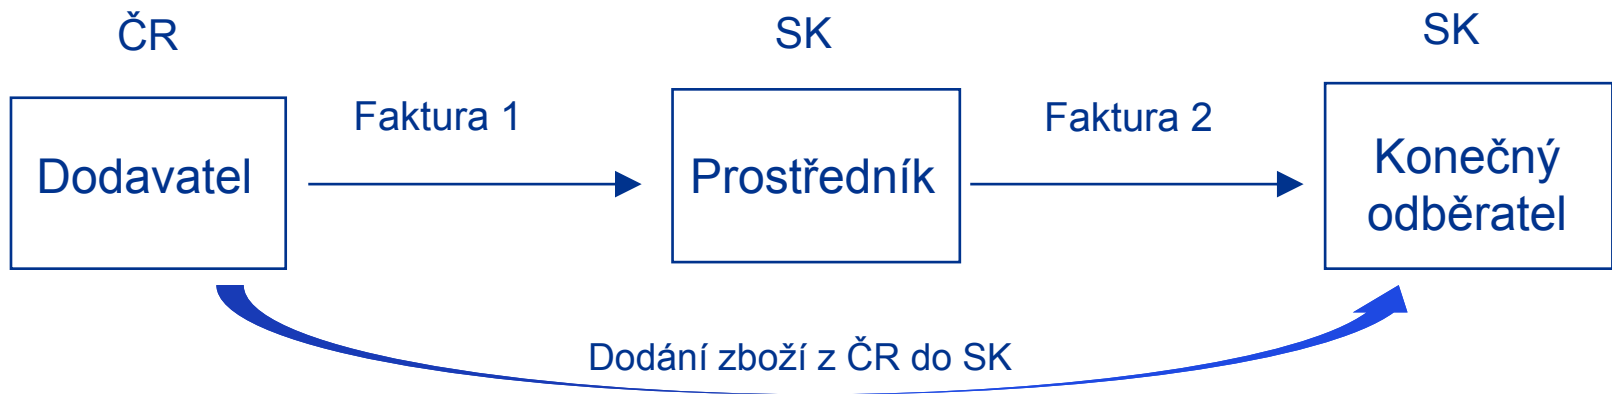 ČR
SK
SK
Dodavatel
Faktura 1
Prostředník
Faktura 2
Konečný
odběratel
Dodání zboží z ČR do SK